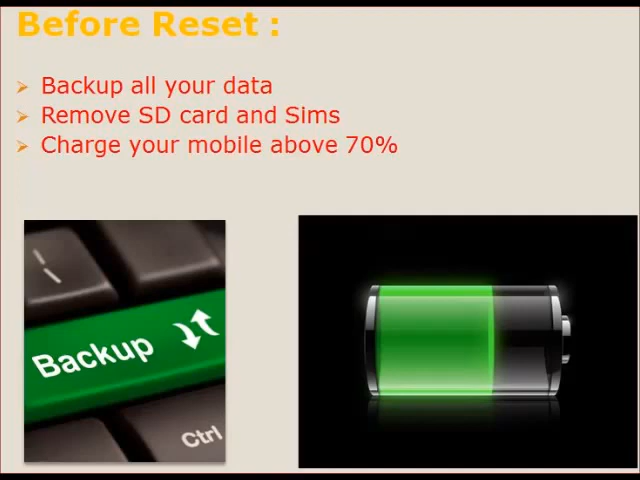 Before Reset :
Backup all your data
Remove SD card and Sims
Charge your mobile above 70%
Backup
Ctrl